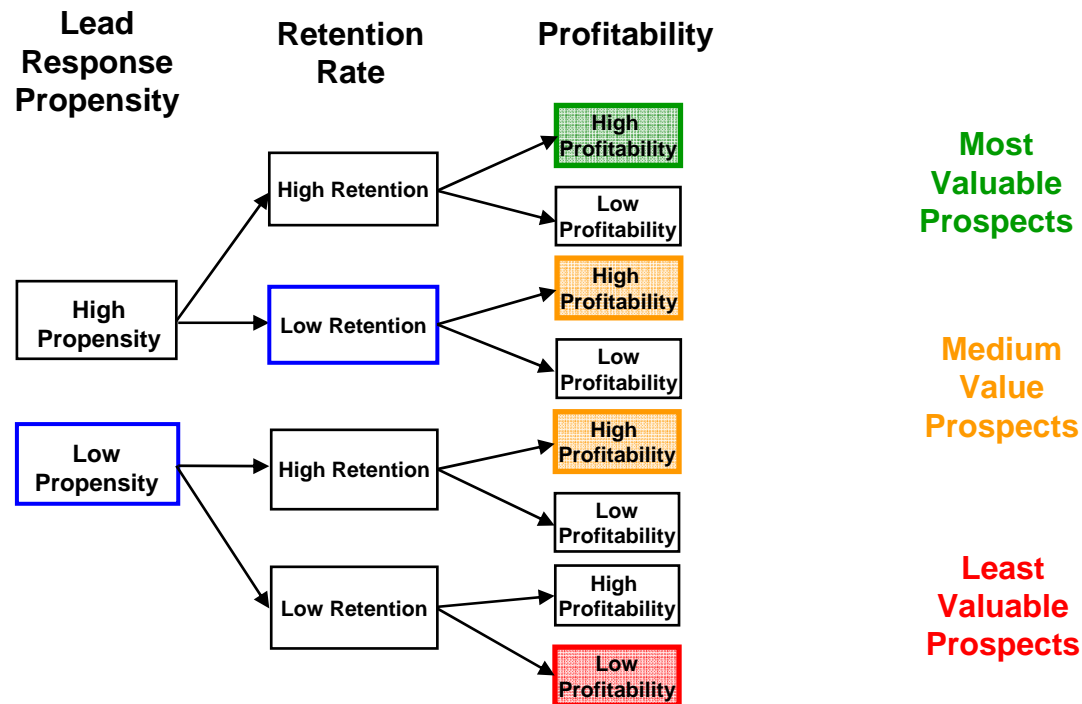 Lead
Response
Propensity
Retention
Rate
Profitability
High
Profitability
High Retention
Low
Profitability
Most
Valuable
Prospects
High
Propensity
Low Retention
High
Profitability
Low
Profitability
Medium
Value
Prospects
Low
Propensity
High Retention
High
Profitability
Low
Profitability
Low Retention
High
Profitability
Low
Profitability
Least
Valuable
Prospects